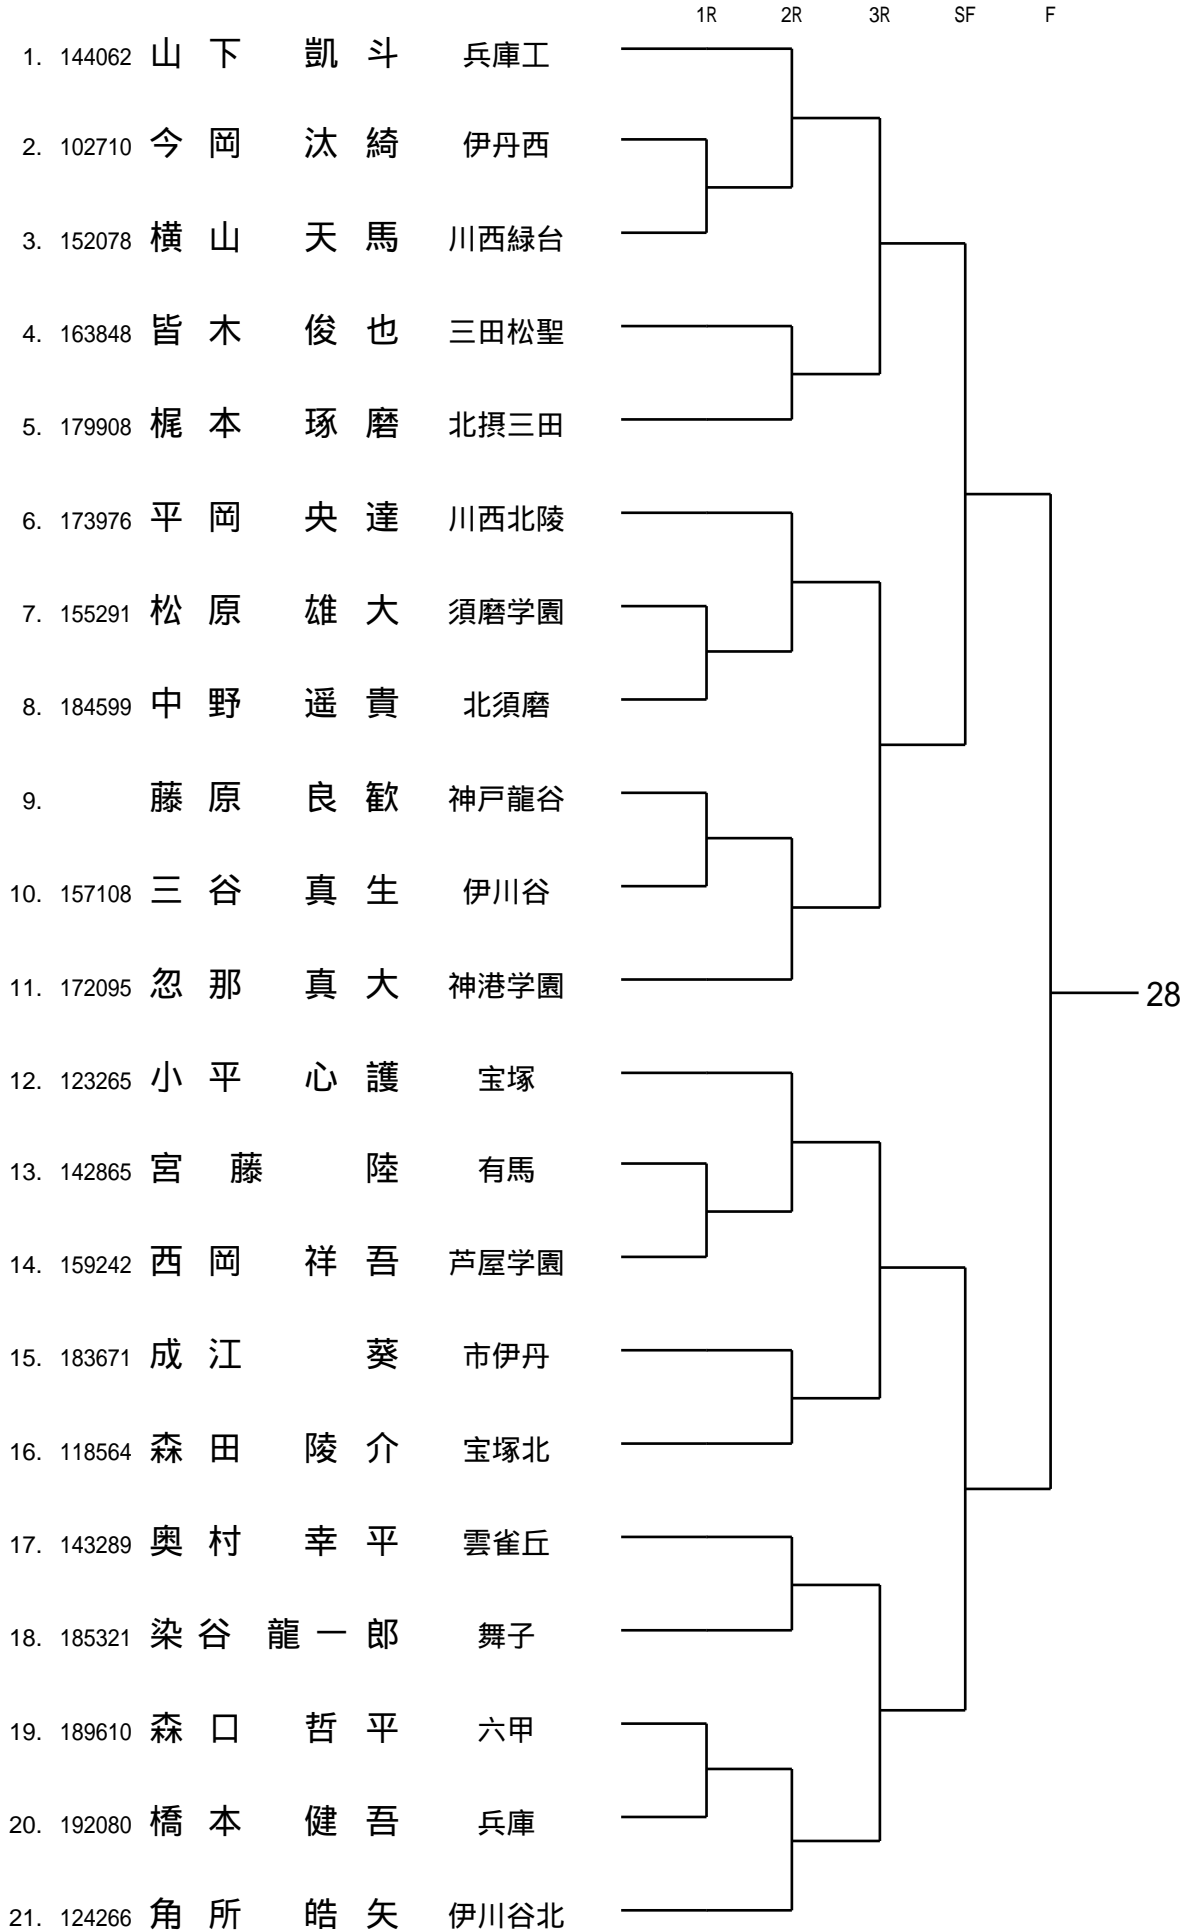 1R 2R 3R SF F
1. 144062 山下 凱斗 兵庫工
2. 102710 今岡 汰綺 伊丹西
3. 152078 横山 天馬 川西緑台
4. 163848 皆木 俊也 三田松聖
5. 179908 梶本 琢磨 北摂三田
6. 173976 平岡 央達 川西北陵
7. 155291 松原 雄大 須磨学園
8. 184599 中野 遥貴 北須磨
9. 藤原 良歓 神戸龍谷
10. 157108 三谷 真生 伊川谷
11. 172095 忽那 真大 神港学園
28
12. 123265 小平 心護 宝塚
13. 142865 宮藤 陸 有馬
14. 159242 西岡 祥吾 芦屋学園
15. 183671 成江 葵 市伊丹
16. 118564 森田 陵介 宝塚北
17. 143289 奥村 幸平 雲雀丘
18. 185321 染谷 龍一郎 舞子
19. 189610 森口 哲平 六甲
20. 192080 橋本 健吾 兵庫
21. 124266 角所 皓矢 伊川谷北